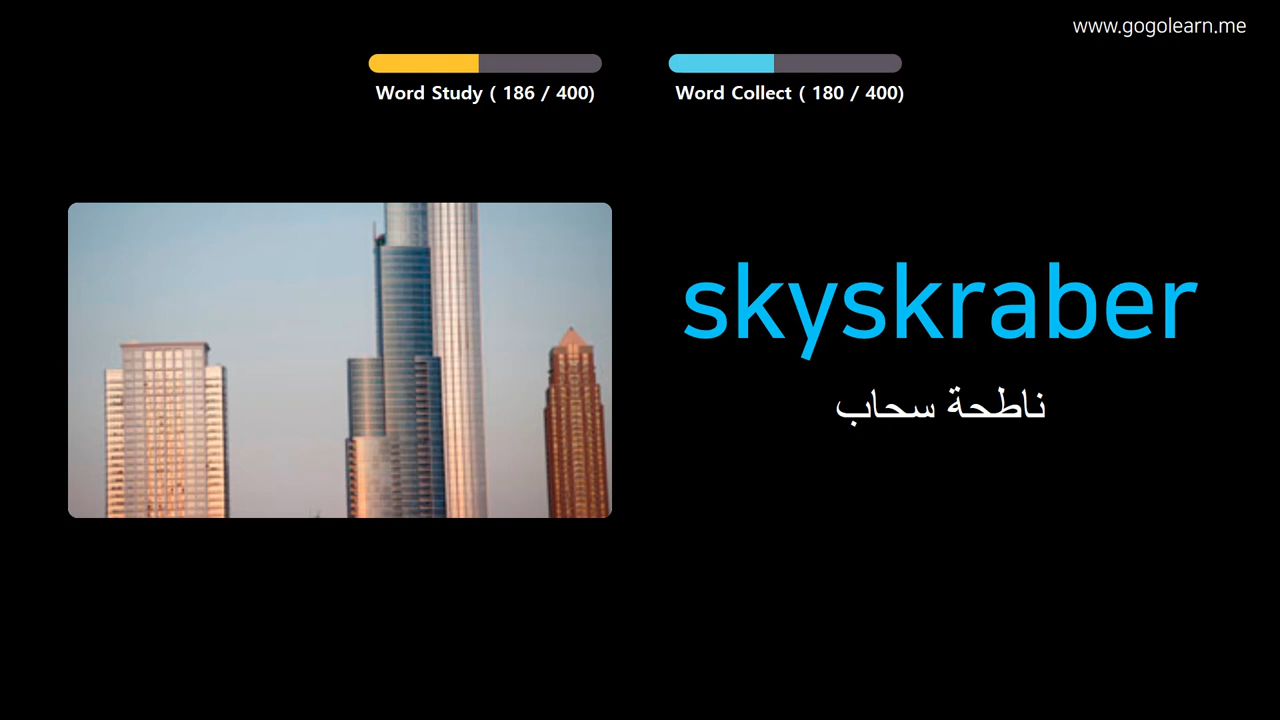 www.gogolearn.me
Word Study ( 186 / 400)
Word Collect ( 180 / 400)
skyskraber
ناطحة سحاب